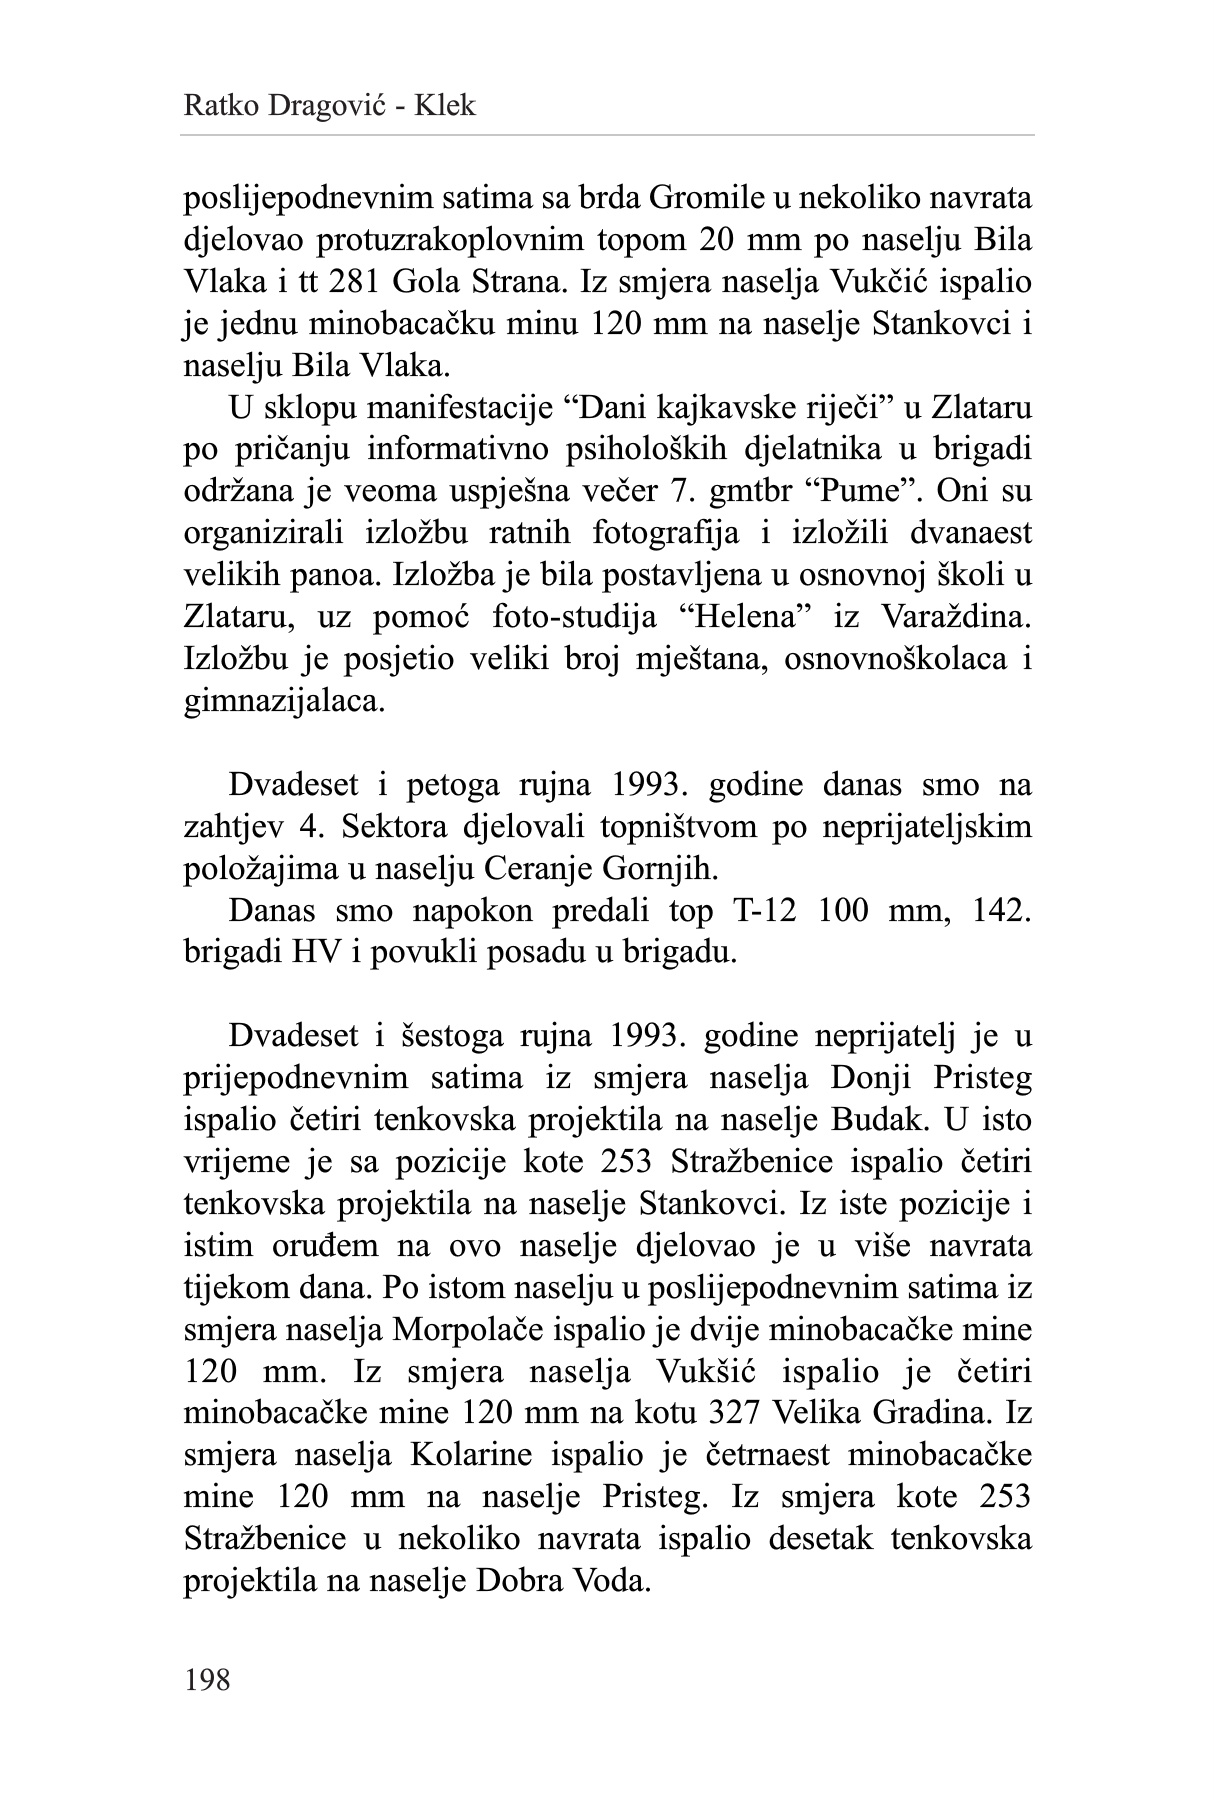 Ratko Dragović - Klek
poslijepodnevnim satima sa brda Gromile u nekoliko navrata
djelovao protuzrakoplovnim topom 20 mm po naselju Bila
Vlaka i tt 281 Gola Strana. Iz smjera naselja Vukčić ispalio
je jednu minobacačku minu 120 mm na naselje Stankovci i
naselju Bila Vlaka.
U sklopu manifestacije “Dani kajkavske riječi” u Zlataru
po pričanju informativno psiholoških djelatnika u brigadi
održana je veoma uspješna večer 7. gmtbr “Pume”. Oni su
organizirali izložbu ratnih fotografija i izložili dvanaest
velikih panoa. Izložba je bila postavljena u osnovnoj školi u
Zlataru, uz pomoć foto-studija “Helena” iz Varaždina.
Izložbu je posjetio veliki broj mještana, osnovnoškolaca i
gimnazijalaca.
Dvadeset i petoga rujna 1993. godine danas smo na
zahtjev 4. Sektora djelovali topništvom po neprijateljskim
položajima u naselju Ceranje Gornjih.
Danas smo napokon predali top T-12 100 mm, 142.
brigadi HV i povukli posadu u brigadu.
Dvadeset i šestoga rujna 1993. godine neprijatelj je u
prijepodnevnim satima iz smjera naselja Donji Pristeg
ispalio četiri tenkovska projektila na naselje Budak. U isto
vrijeme je sa pozicije kote 253 Stražbenice ispalio četiri
tenkovska projektila na naselje Stankovci. Iz iste pozicije i
istim oruđem na ovo naselje djelovao je u više navrata
tijekom dana. Po istom naselju u poslijepodnevnim satima iz
smjera naselja Morpolače ispalio je dvije minobacačke mine
120 mm. Iz smjera naselja Vukšić ispalio je četiri
minobacačke mine 120 mm na kotu 327 Velika Gradina. Iz
smjera naselja Kolarine ispalio je četrnaest minobacačke
mine 120 mm na naselje Pristeg. Iz smjera kote 253
Stražbenice u nekoliko navrata ispalio desetak tenkovska
projektila na naselje Dobra Voda.
198